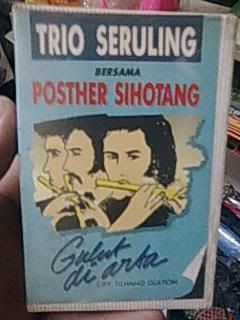 TRIO SERULING
BERSAMA
POSTHER SIHOTANG
Gulut
di arta
CIPT. TILHANG GULTOM